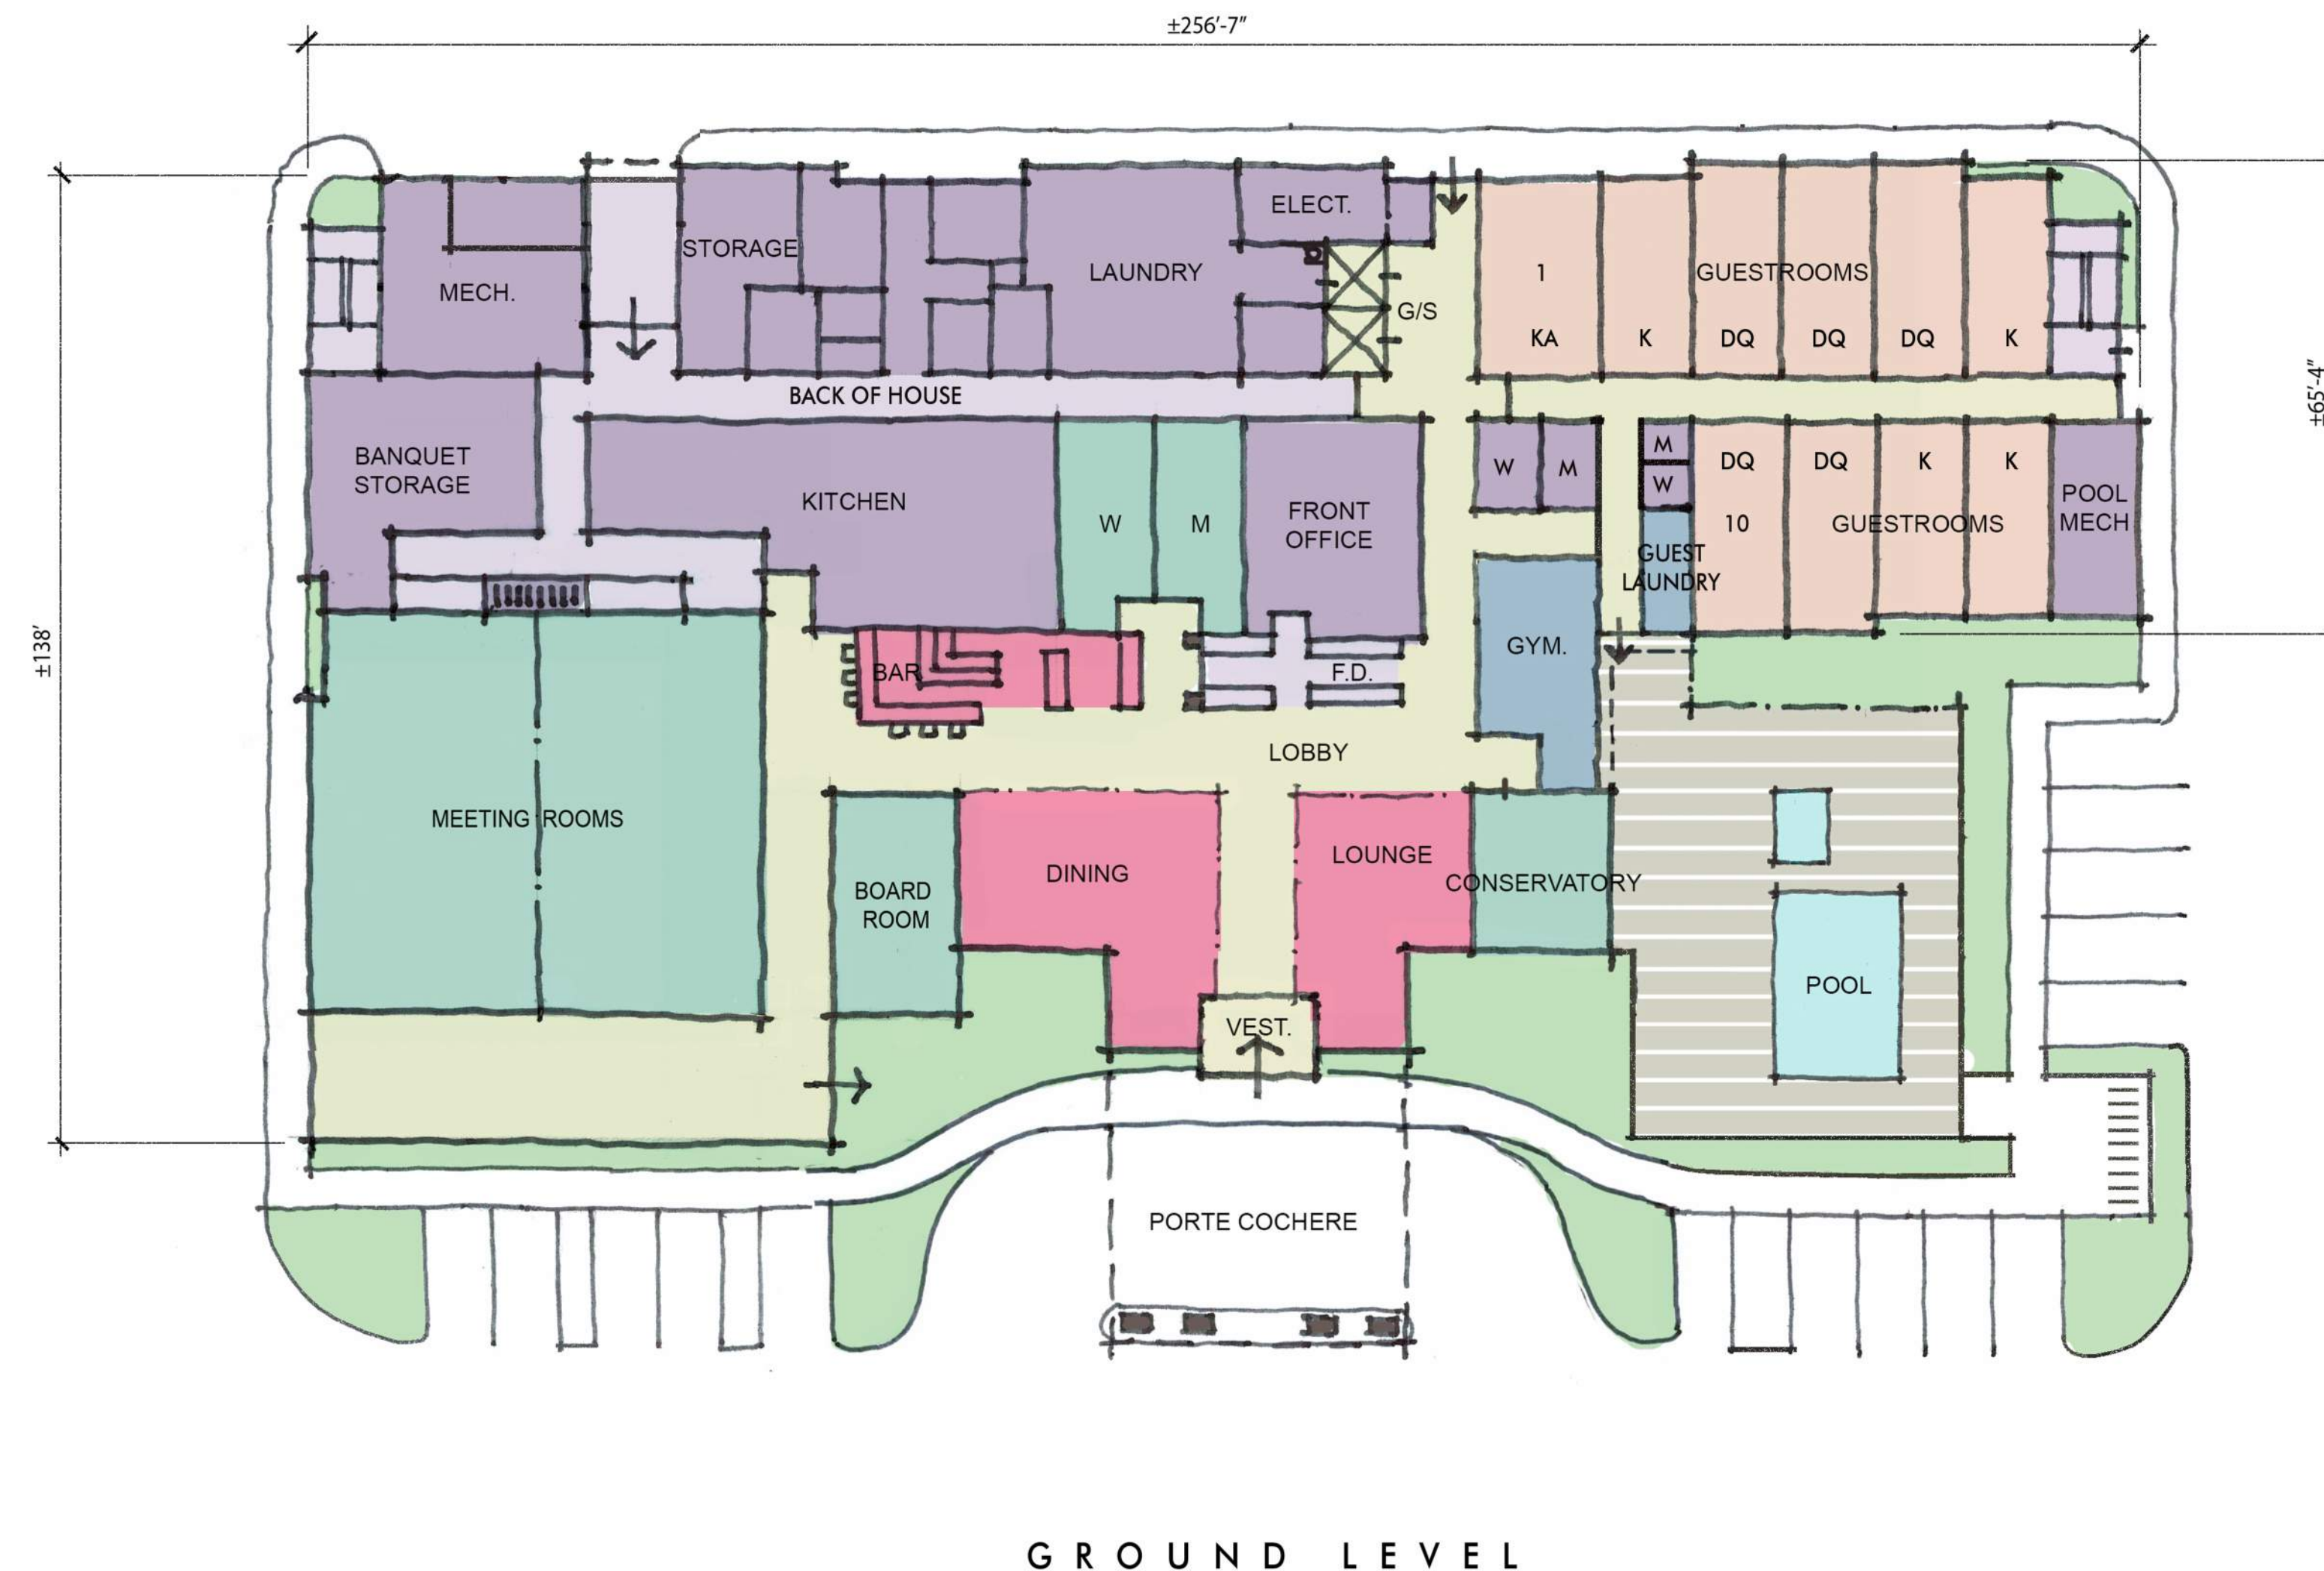 ±256'-7"
ELECT.
STORAGE
LAUNDRY
1
GUESTROOMS
MECH.
G/S
KA
K
DQ
DQ
DQ
K
±65'-4"
BACK OF HOUSE
BANQUET
STORAGE
KITCHEN
W
M
FRONT
OFFICE
W
M
M
W
DQ
DQ
K
K
10
GUESTROOMS
POOL
MECH
GUEST
LAUNDRY
±138'
BAR
F.D.
GYM.
LOBBY
MEETING ROOMS
BOARD
ROOM
DINING
LOUNGE
CONSERVATORY
POOL
VEST.
PORTE COCHERE
GROUND LEVEL